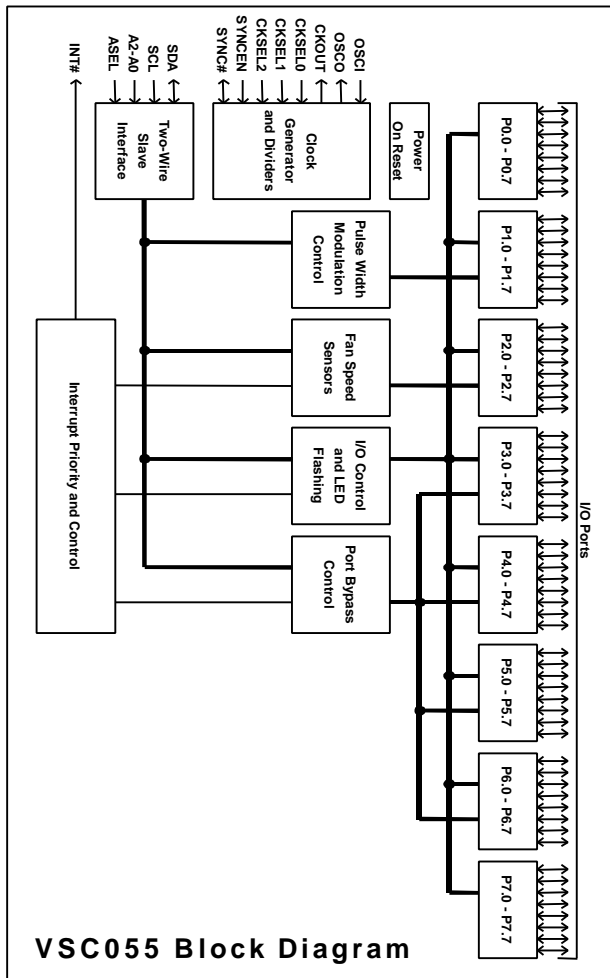 I/O Ports
P0.0 - P0.7
P1.0 - P1.7
P2.0 - P2.7
P3.0 - P3.7
P4.0 - P4.7
P5.0 - P5.7
P6.0 - P6.7
P7.0 - P7.7
Power
On Reset
OSCI
OSCO
CKOUT
CKSEL0
CKSEL1
CKSEL2
SYNCEN
SYNC#
Clock
Generator
and Dividers
Pulse Width
Modulation
Control
Fan Speed
Sensors
I/O Control
and LED
Flashing
Port Bypass
Control
SDA
SCL
A2-A0
ASEL
Two-Wire
Slave
Interface
INT#
Interrupt Priority and Control
VSC055 Block Diagram